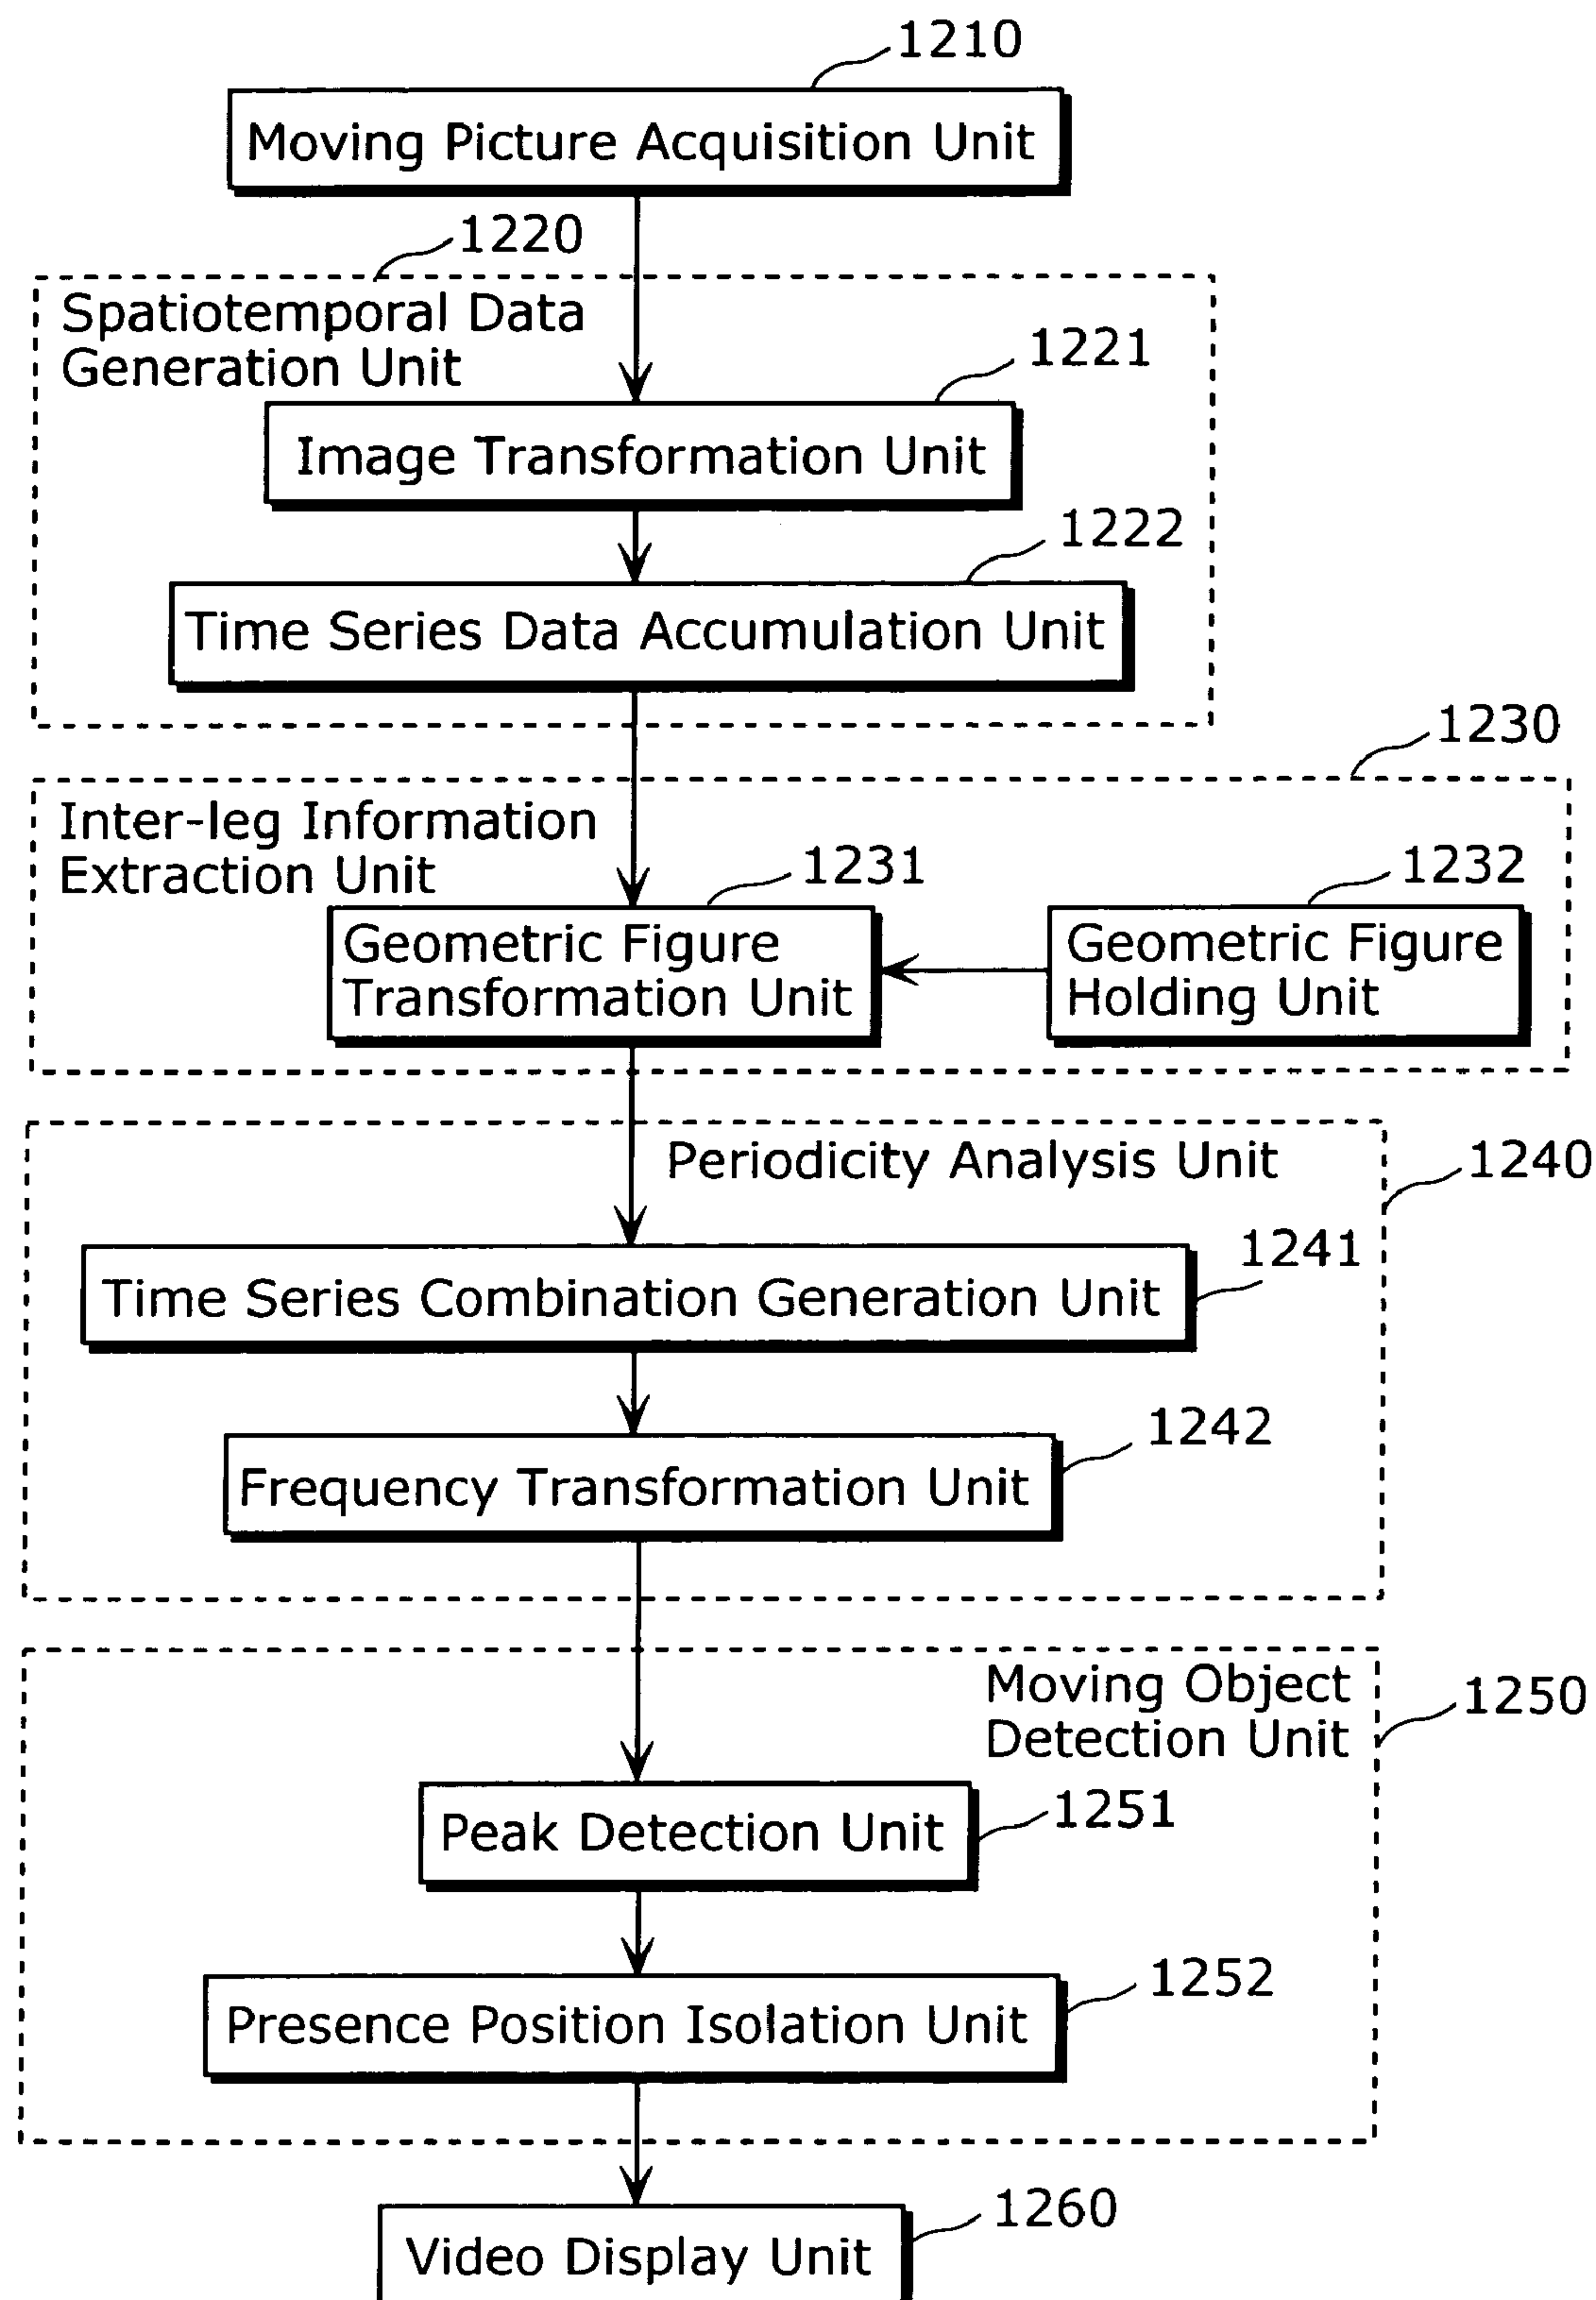 1210
Moving Picture Acquisition Unit
1220
Spatiotemporal Data
Generation Unit
1221
Image Transformation Unit
1222
Time Series Data Accumulation Unit
1230
Inter-leg Information
Extraction Unit
1231
1232
Geometric Figure
Transformation Unit
Geometric Figure
Holding Unit
Periodicity Analysis Unit
1240
1241
Time Series Combination Generation Unit
1242
Frequency Transformation Unit
Moving Object
Detection Unit
1250
1251
Peak Detection Unit
1252
Presence Position Isolation Unit
1260
Video Display Unit